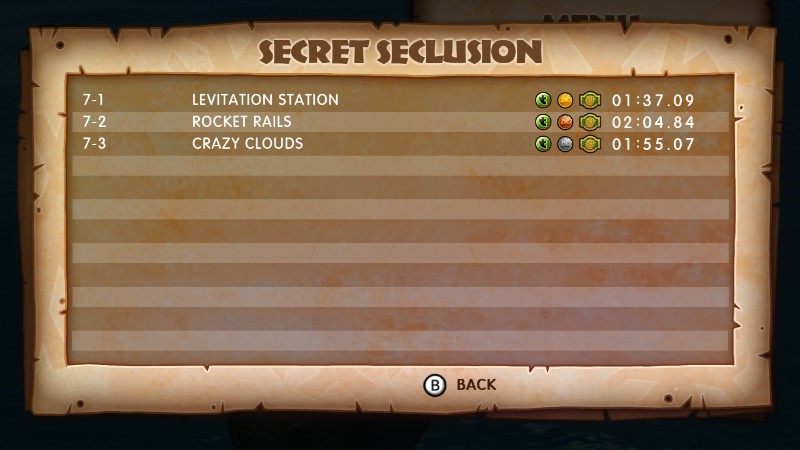 MENU
SECRET SECLUSION
7-1 LEVITATION STATION 01:37.09
7-2 ROCKET RAILS 02:04.84
7-3 CRAZY CLOUDS 01:55.07
B BACK